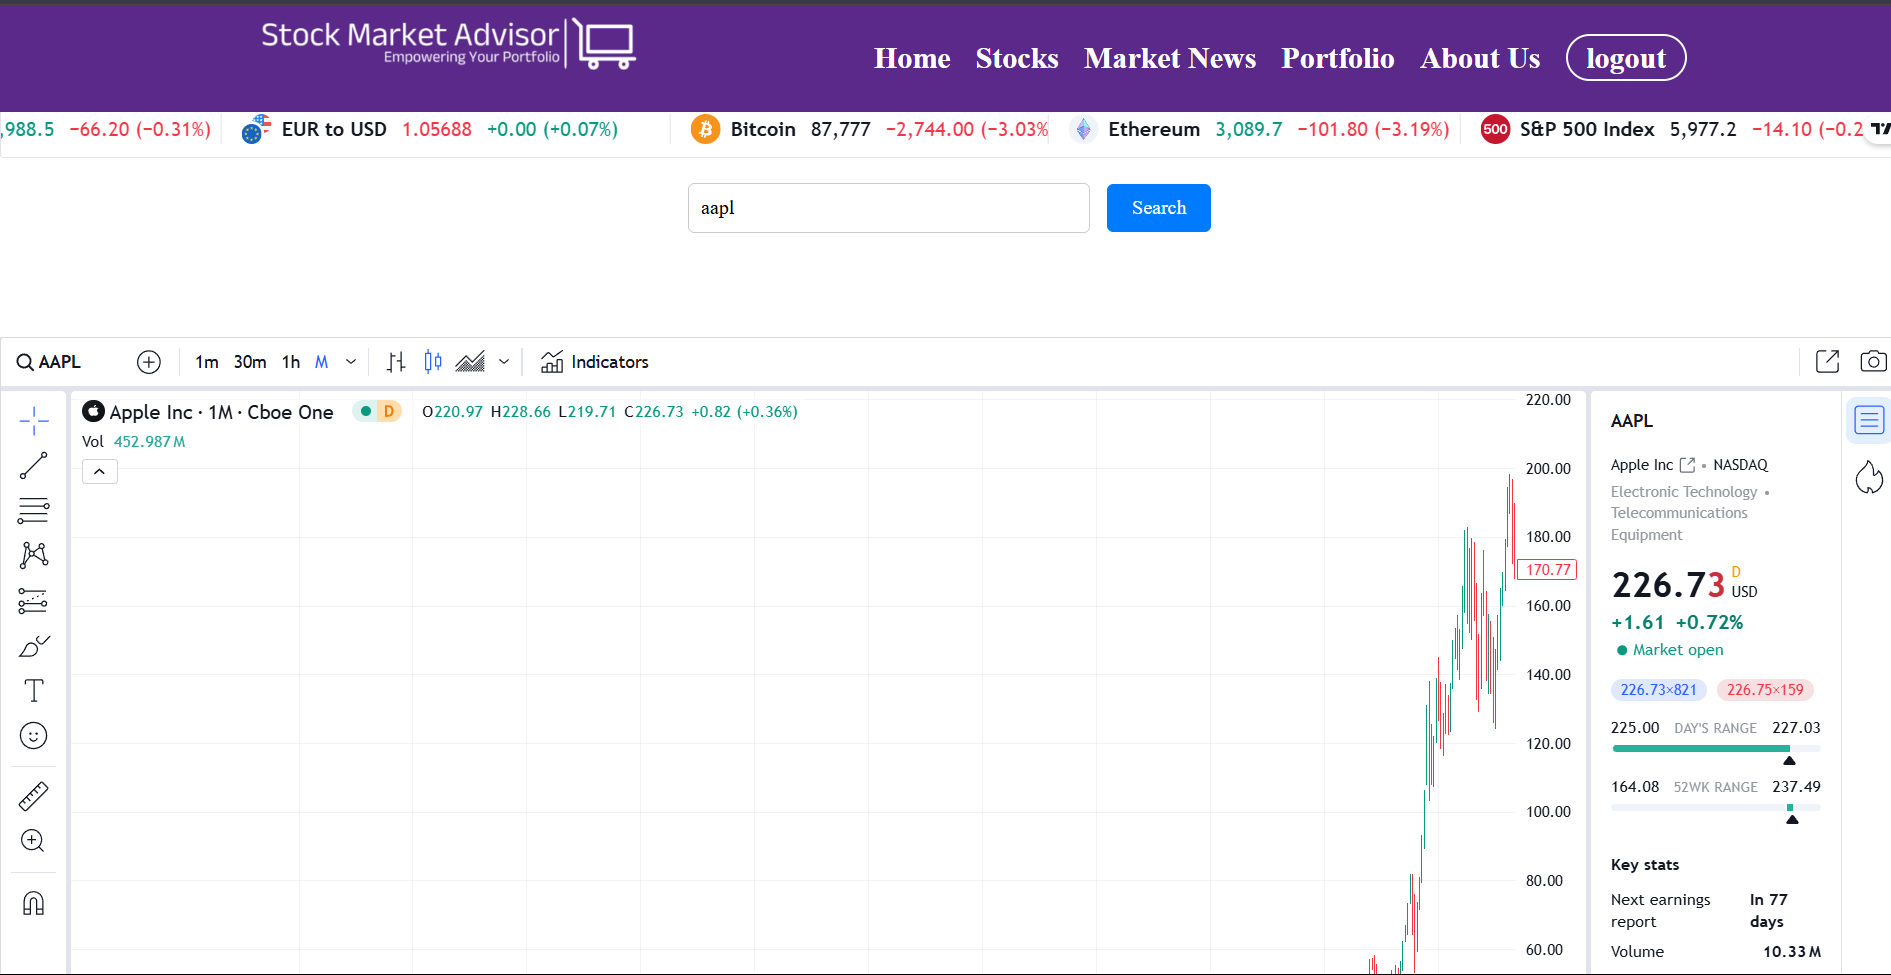 Stock Market Advisor
Empowering Your Portfolio
Home Stocks Market News Portfolio About Us logout
,988.5 −66.20 (−0.31%) EUR to USD 1.05688 +0.00 (+0.07%) Bitcoin 87,777 −2,744.00 (−3.03% Ethereum 3,089.7 −101.80 (−3.19%) 500 S&P 500 Index 5,977.2 −14.10 (−0.2
aapl Search
AAPL 1m 30m 1h M Indicators
Apple Inc · 1M · Cboe One D O220.97 H228.66 L219.71 C226.73 +0.82 (+0.36%)
Vol 452.987 M
220.00
200.00
180.00
170.77
160.00
140.00
120.00
100.00
80.00
60.00
T
AAPL
Apple Inc • NASDAQ
Electronic Technology •
Telecommunications
Equipment
226.73 D USD
+1.61 +0.72%
Market open
226.73×821 226.75×159
225.00 DAY'S RANGE 227.03
164.08 52WK RANGE 237.49
Key stats
Next earnings report In 77 days
Volume 10.33 M